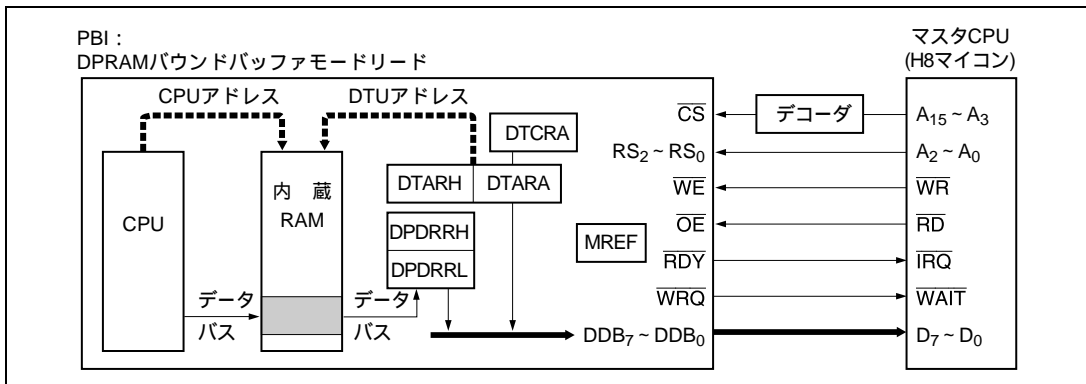 PBI：
DPRAMバウンドバッファモードリード
マスタCPU
(H8マイコン)
CPUアドレス
DTUアドレス
CPU
内 蔵
RAM
DTCRA
DTARH
DTARA
DPDRRH
DPDRRL
MREF
データ
バス
データ
バス
CS
デコーダ
A15 ~ A3
RS2 ~ RS0
A2 ~ A0
WE
WR
OE
RD
RDY
IRQ
WRQ
WAIT
DDB7 ~ DDB0
D7 ~ D0